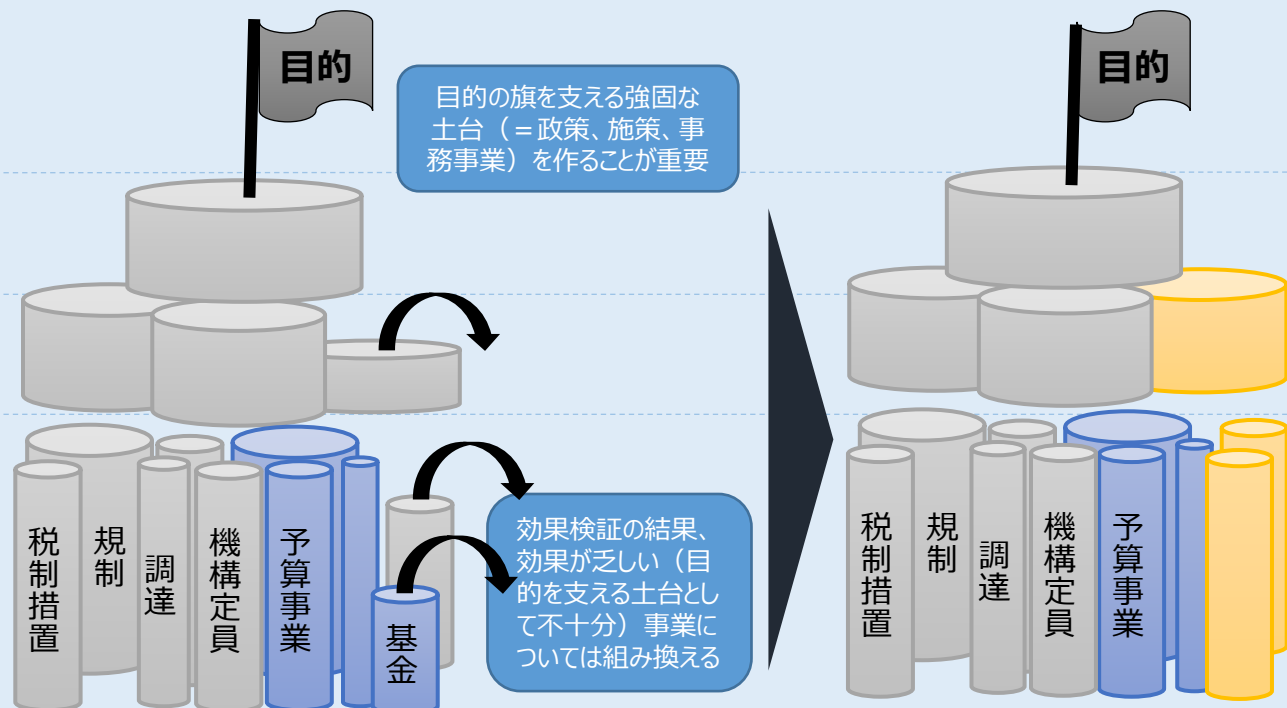 目的
目的の旗を支える強固な
土台（＝政策、施策、事
務事業）を作ることが重要
税制措置
規制
調達
機構定員
予算事業
基金
効果検証の結果、
効果が乏しい（目
的を支える土台とし
て不十分）事業に
ついては組み換える
目的
税制措置
規制
調達
機構定員
予算事業